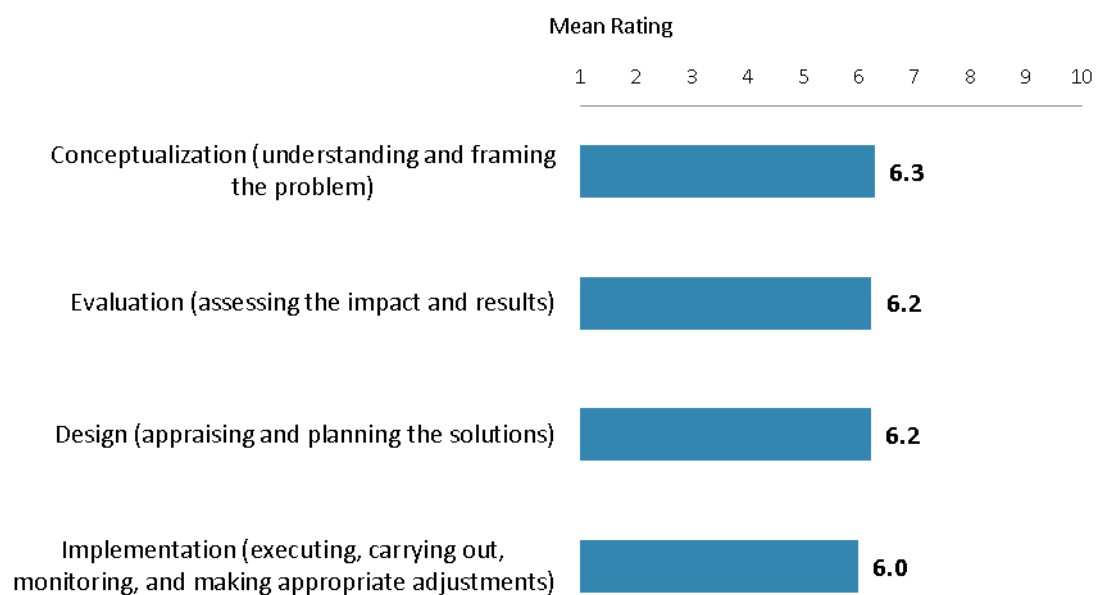 Mean Rating
1 2 3 4 5 6 7 8 9 10
Conceptualization (understanding and framing
the problem)
6.3
Evaluation (assessing the impact and results)
6.2
Design (appraising and planning the solutions)
6.2
Implementation (executing, carrying out,
monitoring, and making appropriate adjustments)
6.0